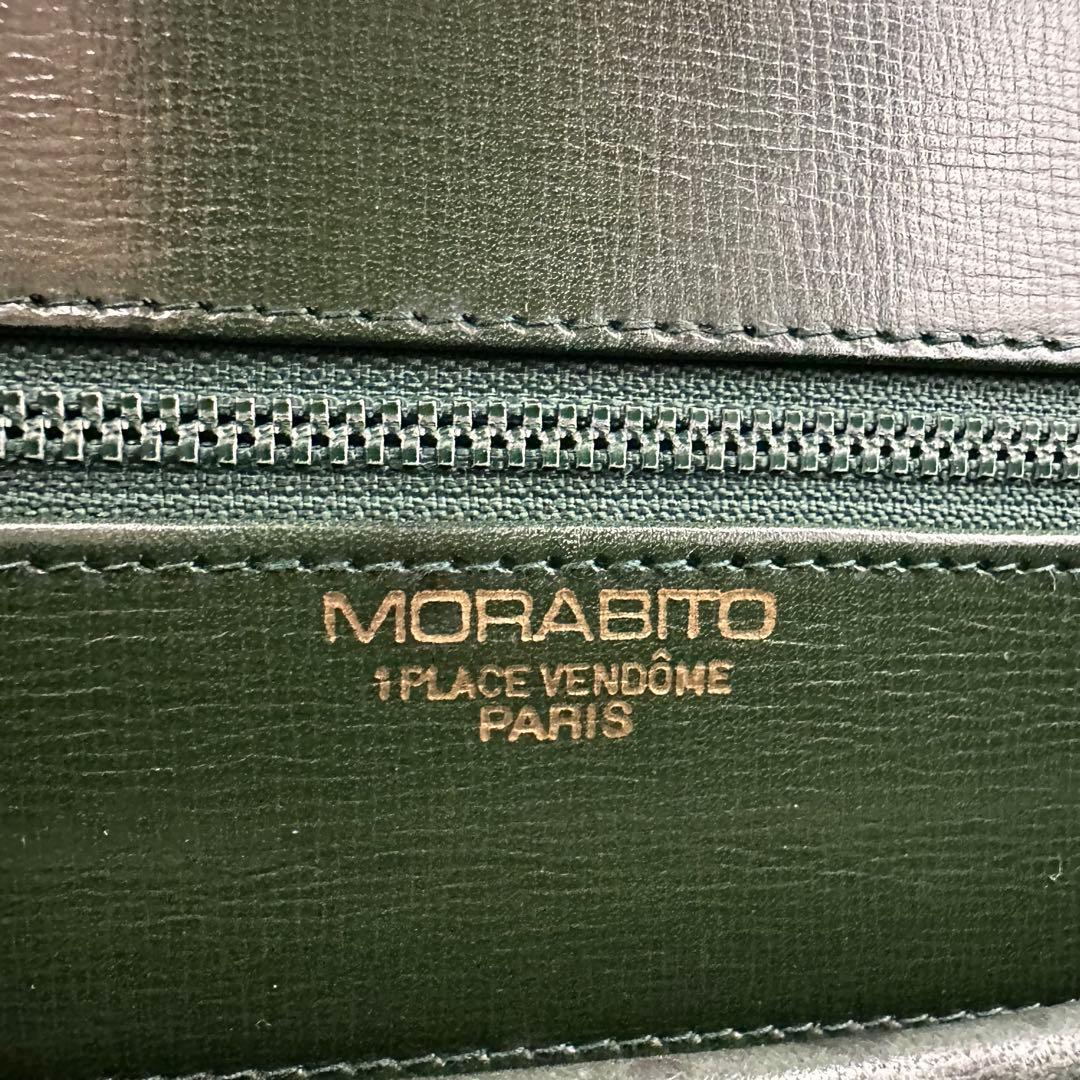 MORABITO
1 PLACE VENDÔME
PARIS